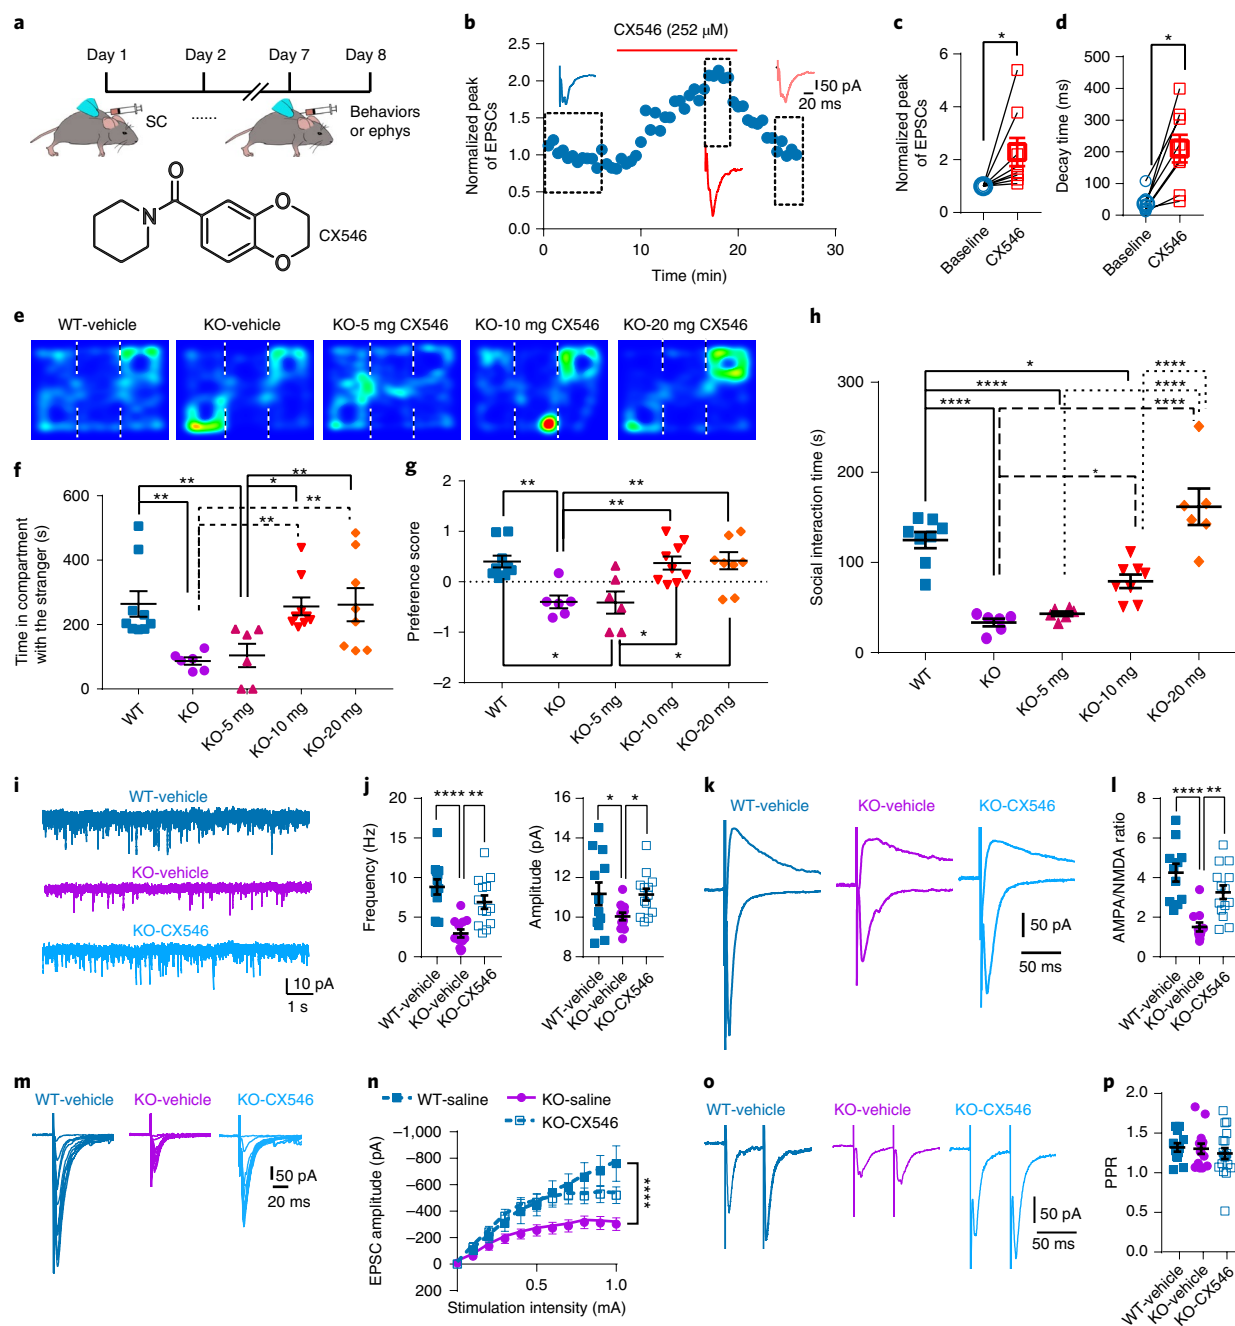 a
Day 1 Day 2 Day 7 Day 8
SC ......
Behaviors
or ephys
O
N
O
O
CX546
b
CX546 (252 μM)
Normalized peak
of EPSCs
2.5
2.0
1.5
1.0
0.5
0.0
0 10 20 30
Time (min)
50 pA
20 ms
c
*
Normalized peak
of EPSCs
6
4
2
0
Baseline
CX546
d
*
Decay time (ms)
500
400
300
200
100
0
Baseline
CX546
e
WT-vehicle KO-vehicle KO-5 mg CX546 KO-10 mg CX546 KO-20 mg CX546
f
Time in compartment
with the stranger (s)
600
400
200
0
** ** * ** ** **
WT
KO
KO-5 mg
KO-10 mg
KO-20 mg
g
Preference score
2
1
0
–1
–2
** ** ** * * *
WT
KO
KO-5 mg
KO-10 mg
KO-20 mg
h
Social interaction time (s)
300
200
100
0
* ****
**** ****
**** ****
*
WT
KO
KO-5 mg
KO-10 mg
KO-20 mg
i
WT-vehicle
KO-vehicle
KO-CX546
10 pA
1 s
j
Frequency (Hz)
20
15
10
5
0
**** **
WT-vehicle
KO-vehicle
KO-CX546
Amplitude (pA)
16
14
12
10
8
* *
WT-vehicle
KO-vehicle
KO-CX546
k
WT-vehicle KO-vehicle KO-CX546
50 pA
50 ms
l
AMPA/NMDA ratio
8
6
4
2
0
**** **
WT-vehicle
KO-vehicle
KO-CX546
m
WT-vehicle KO-vehicle KO-CX546
50 pA
20 ms
n
WT-saline KO-saline
KO-CX546
EPSC amplitude (pA)
–1,000
–800
–600
–400
–200
0
200
0.5 1.0
Stimulation intensity (mA)
****
o
WT-vehicle KO-vehicle KO-CX546
50 pA
50 ms
p
PPR
2.0
1.5
1.0
0.0
WT-vehicle
KO-vehicle
KO-CX546